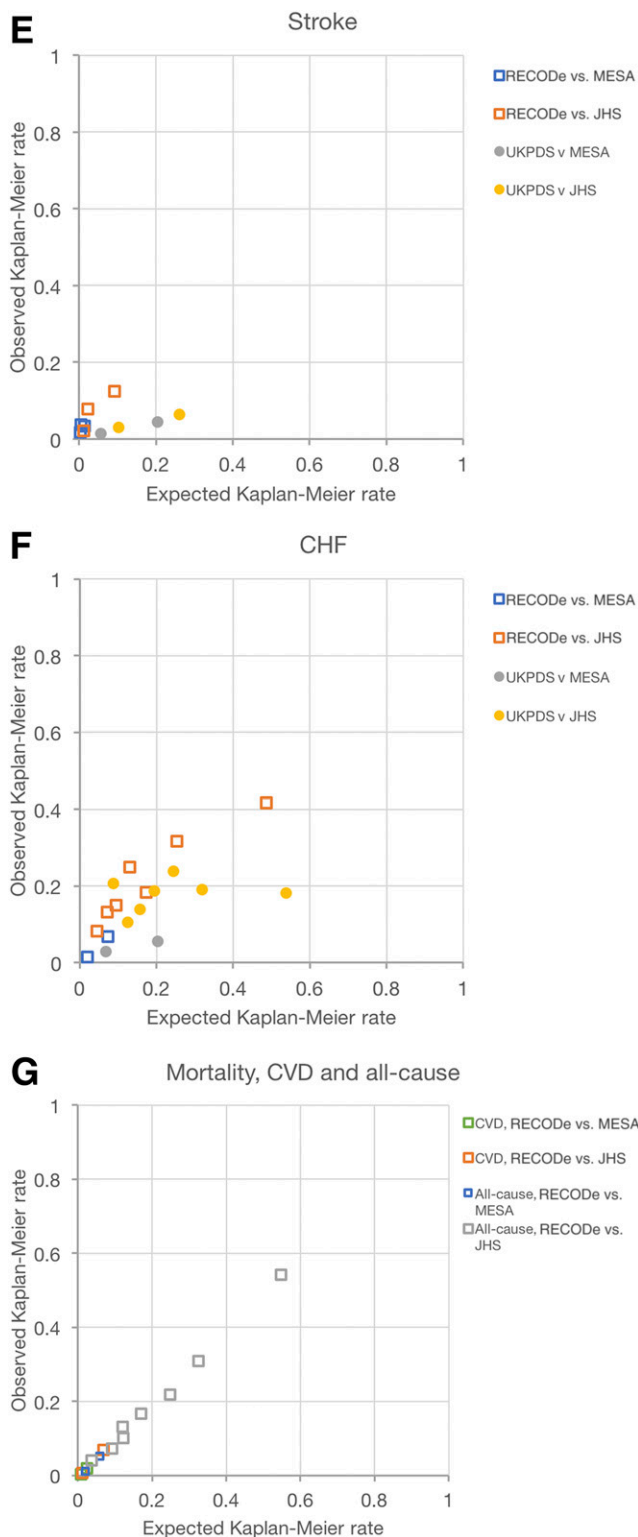 E
Stroke
1
0.8
0.6
0.4
0.2
0
0 0.2 0.4 0.6 0.8 1
Observed Kaplan-Meier rate
Expected Kaplan-Meier rate
RECODe vs. MESA
RECODe vs. JHS
UKPDS v MESA
UKPDS v JHS
F
CHF
1
0.8
0.6
0.4
0.2
0
0 0.2 0.4 0.6 0.8 1
Observed Kaplan-Meier rate
Expected Kaplan-Meier rate
RECODe vs. MESA
RECODe vs. JHS
UKPDS v MESA
UKPDS v JHS
G
Mortality, CVD and all-cause
1
0.8
0.6
0.4
0.2
0
0 0.2 0.4 0.6 0.8 1
Observed Kaplan-Meier rate
Expected Kaplan-Meier rate
CVD, RECODe vs. MESA
CVD, RECODe vs. JHS
All-cause, RECODe vs.
MESA
All-cause, RECODe vs.
JHS